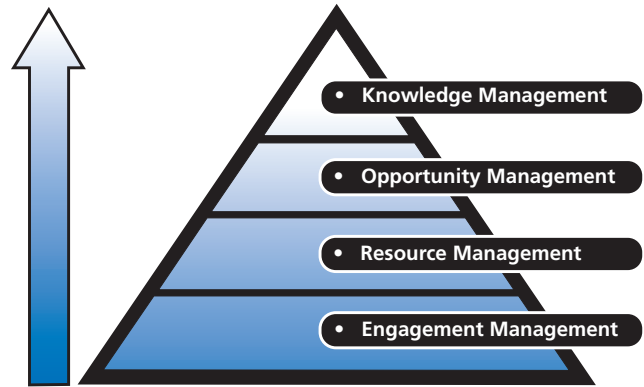 • Knowledge Management
• Opportunity Management
• Resource Management
• Engagement Management